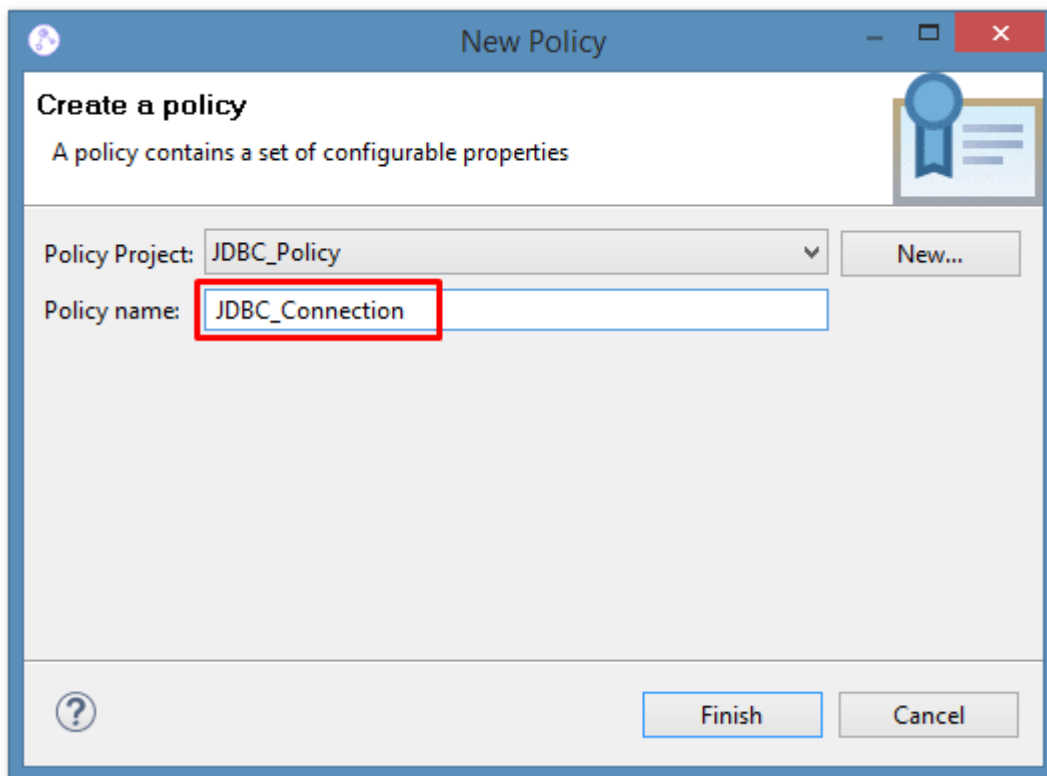 New Policy
Create a policy
A policy contains a set of configurable properties
Policy Project: JDBC_Policy New...
Policy name: JDBC_Connection
? Finish Cancel